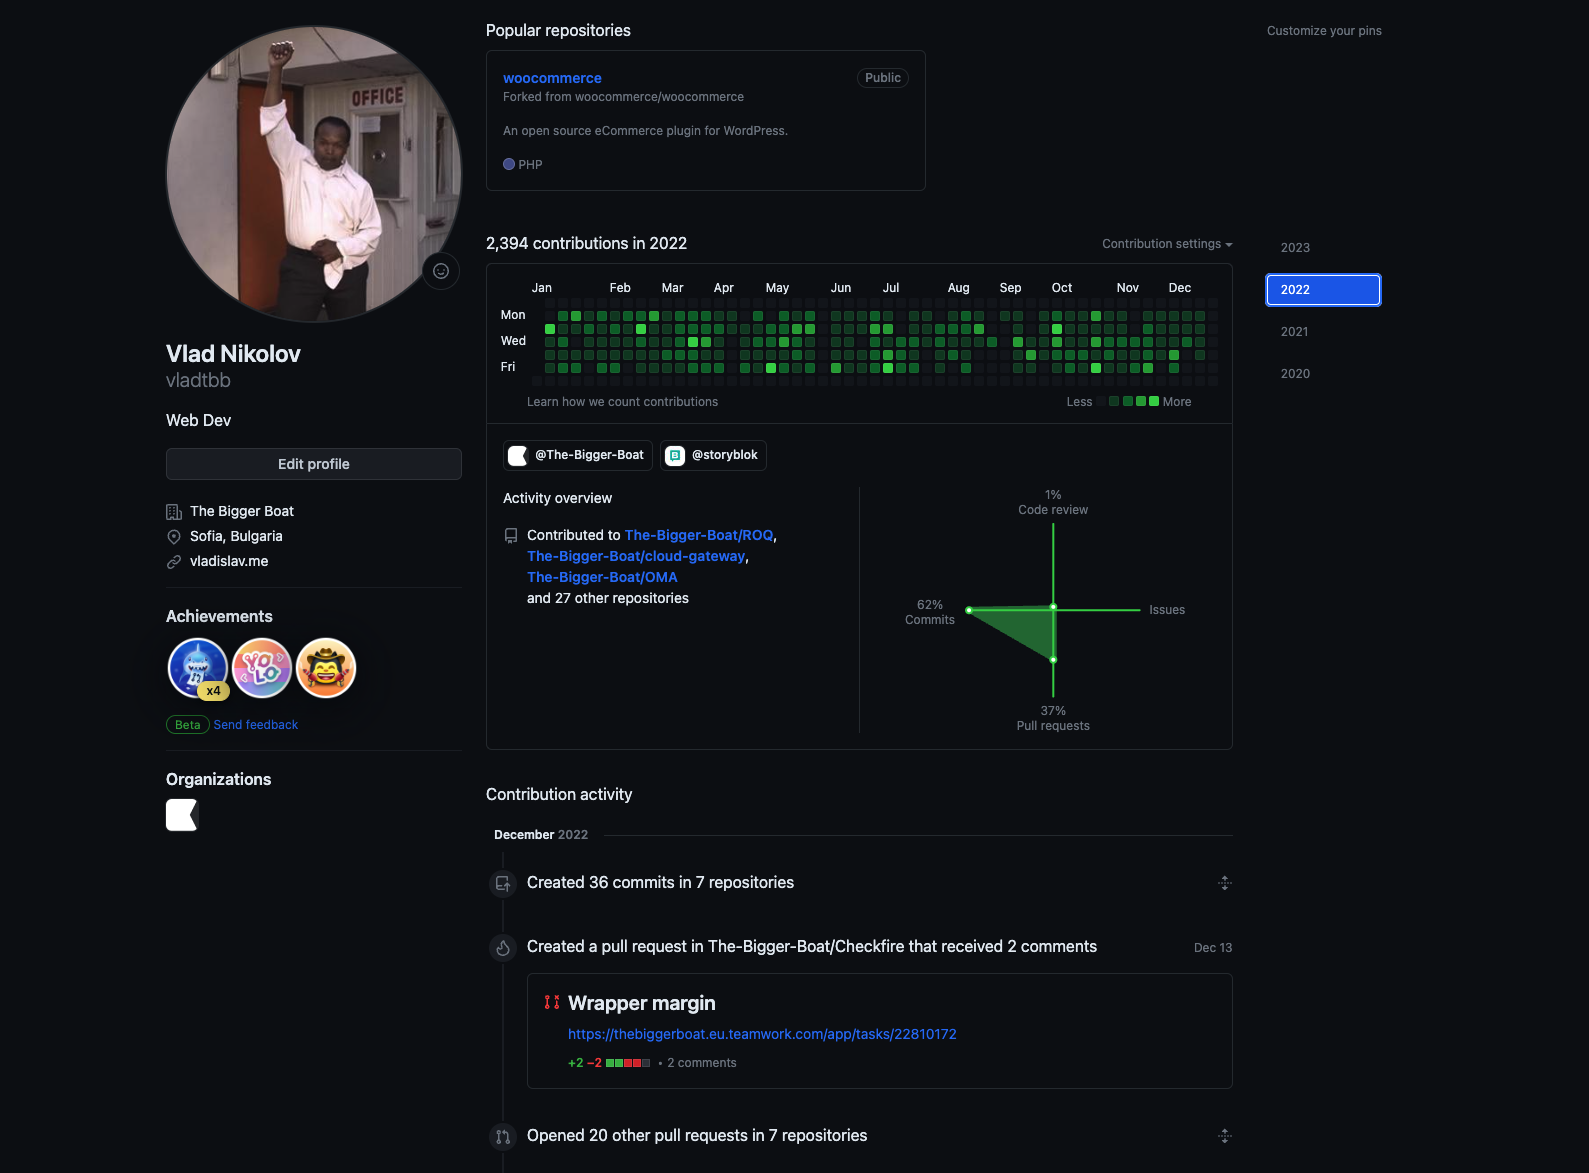 OFFICE
Vlad Nikolov
vladtbb
Web Dev
Edit profile
The Bigger Boat
Sofia, Bulgaria
vladislav.me
Achievements
YOLO
x4
Beta Send feedback
Organizations
Popular repositories
Customize your pins
woocommerce
Public
Forked from woocommerce/woocommerce
An open source eCommerce plugin for WordPress.
PHP
2,394 contributions in 2022
Contribution settings
Jan Feb Mar Apr May Jun Jul Aug Sep Oct Nov Dec
Mon
Wed
Fri
Learn how we count contributions
Less More
2023
2022
2021
2020
@The-Bigger-Boat @storyblok
Activity overview
Contributed to The-Bigger-Boat/ROQ,
The-Bigger-Boat/cloud-gateway,
The-Bigger-Boat/OMA
and 27 other repositories
1%
Code review
62%
Commits
Issues
37%
Pull requests
Contribution activity
December 2022
Created 36 commits in 7 repositories
Created a pull request in The-Bigger-Boat/Checkfire that received 2 comments
Dec 13
Wrapper margin
https://thebiggerboat.eu.teamwork.com/app/tasks/22810172
+2 −2 • 2 comments
Opened 20 other pull requests in 7 repositories